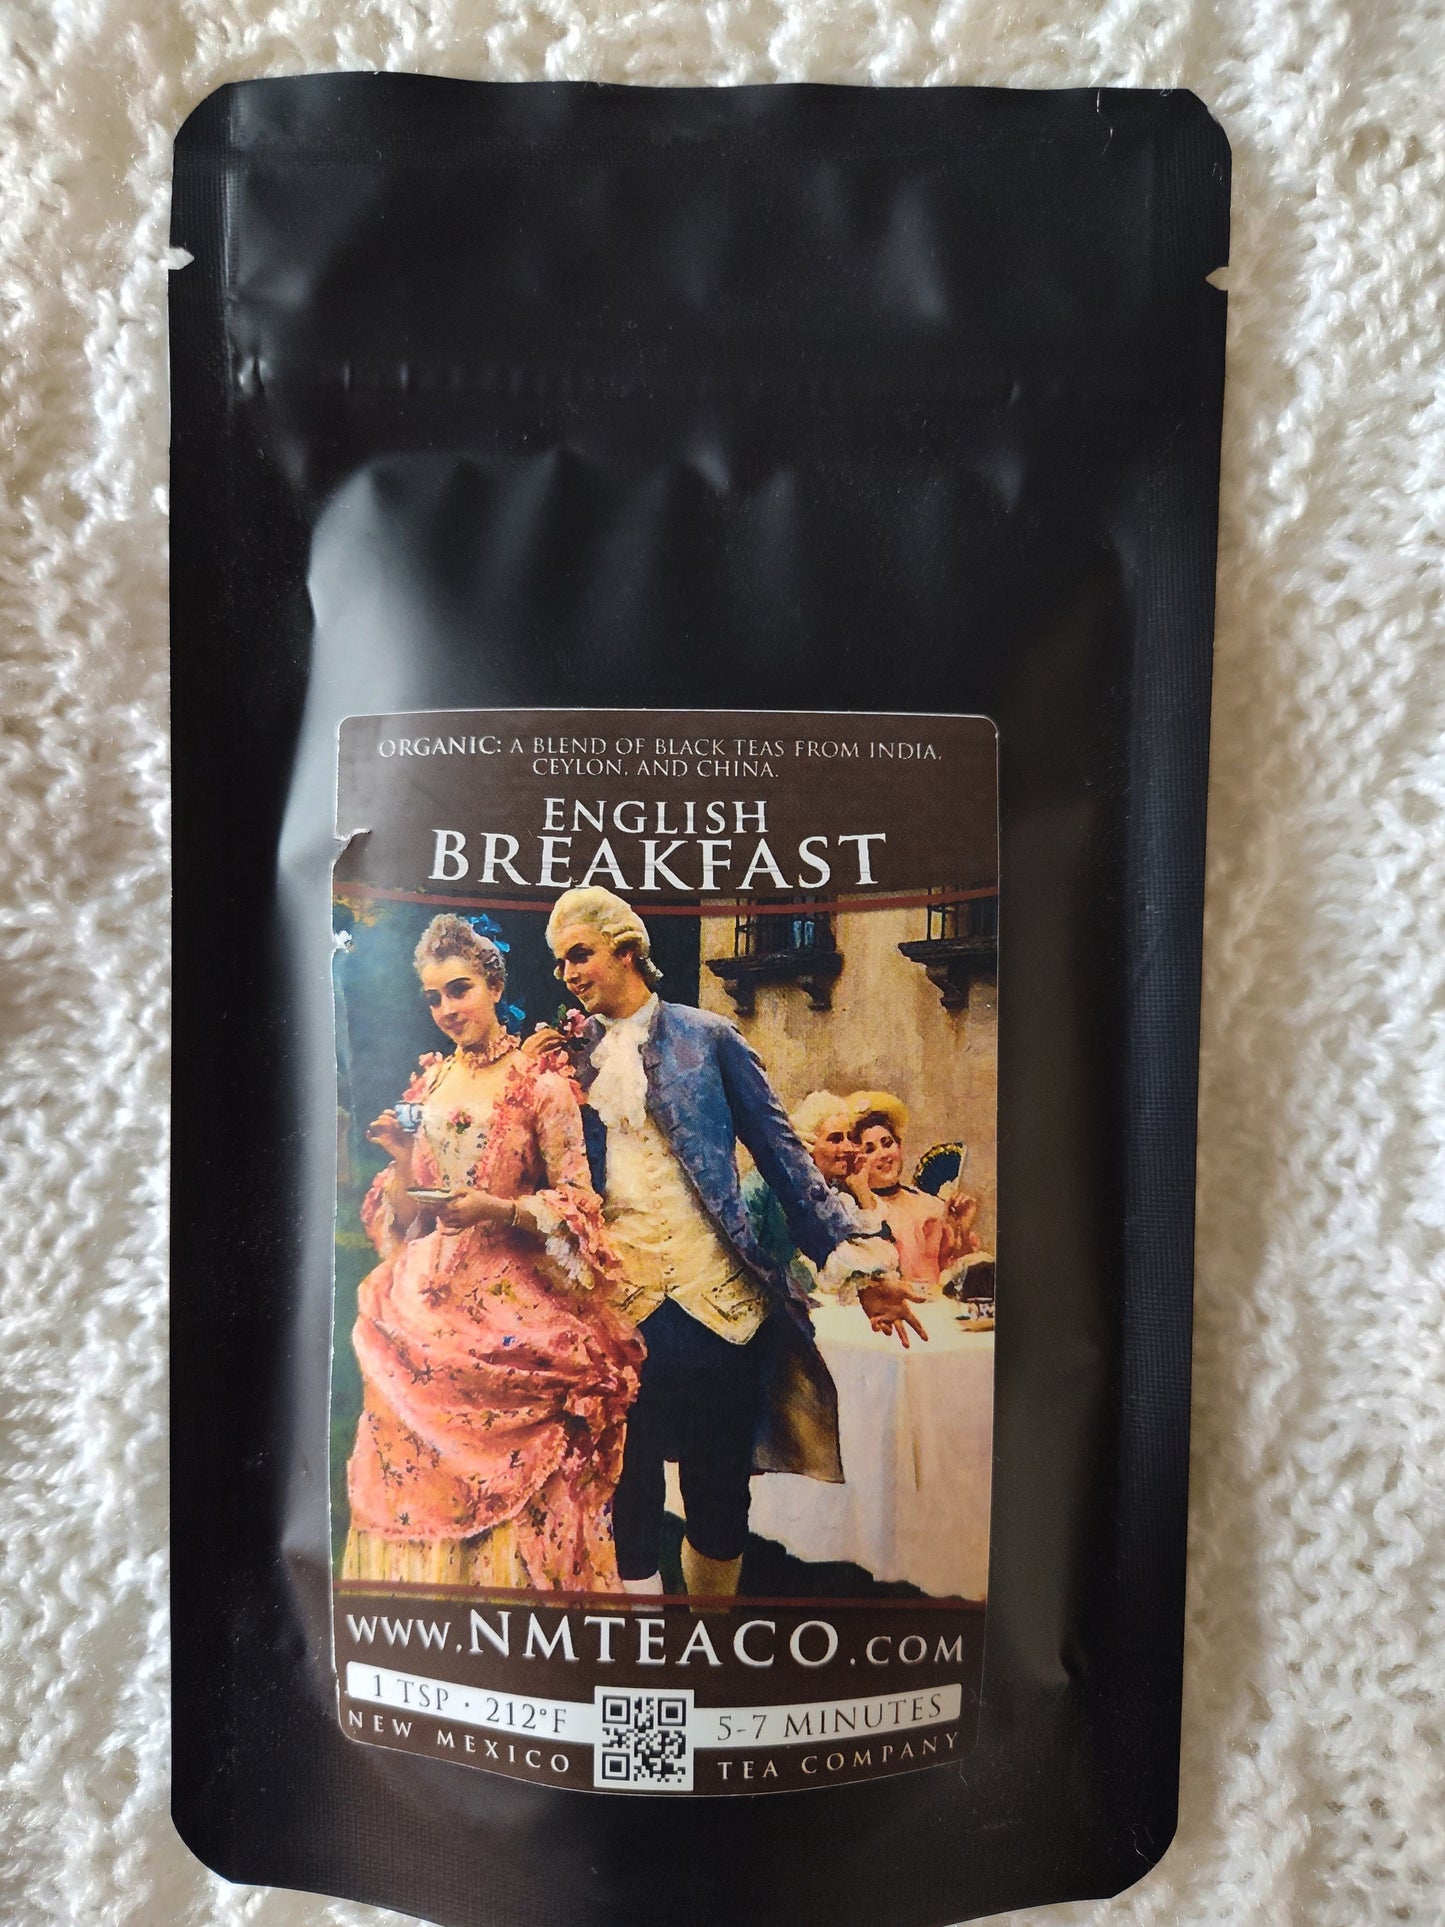 ORGANIC: A BLEND OF BLACK TEAS FROM INDIA,
CEYLON, AND CHINA.
ENGLISH
BREAKFAST
WWW.NMTEACO.COM
1 TSP · 212°F 5-7 MINUTES
NEW MEXICO TEA COMPANY